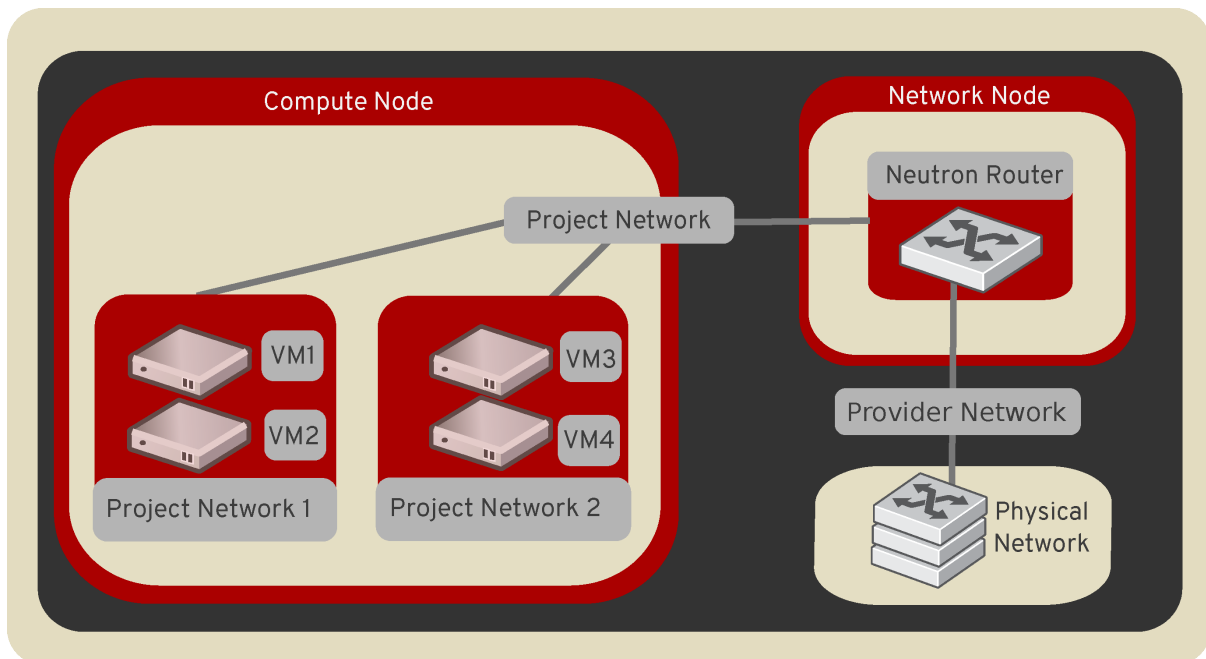 Compute Node
Network Node
Neutron Router
Project Network
VM1
VM2
VM3
VM4
Project Network 1
Project Network 2
Provider Network
Physical
Network